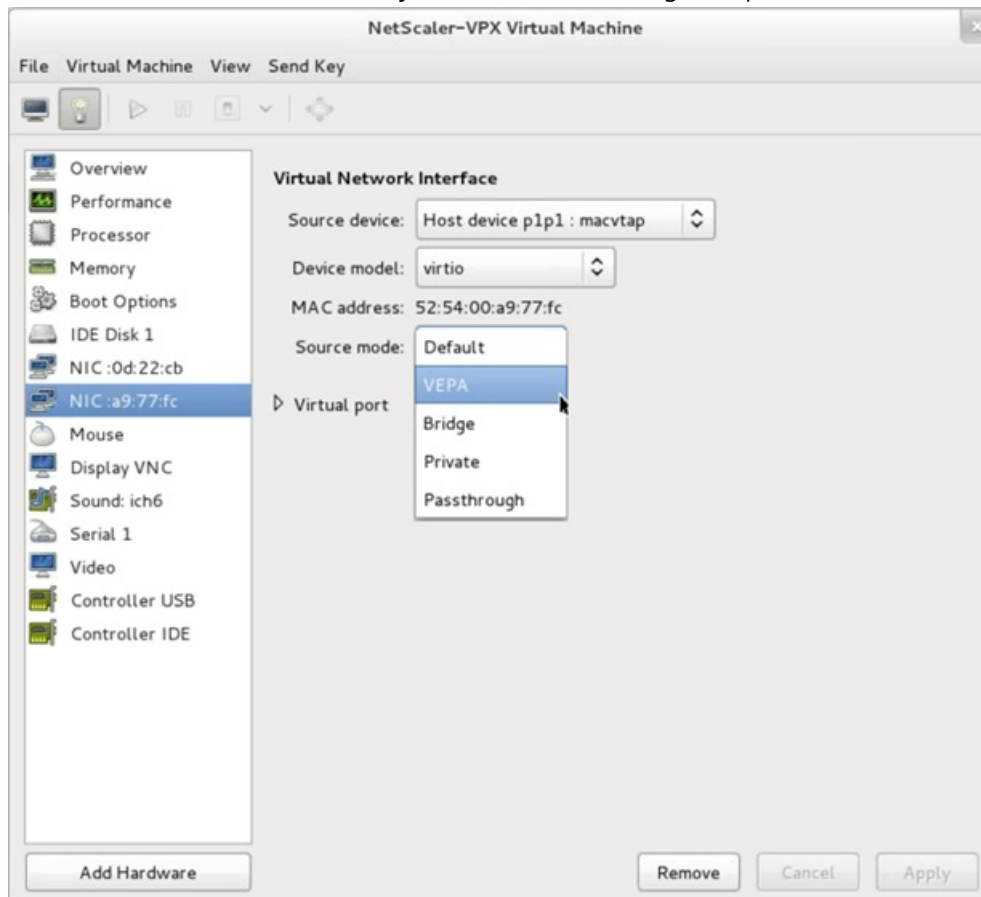 NetScaler-VPX Virtual Machine
File Virtual Machine View Send Key
Overview
Performance
Processor
Memory
Boot Options
IDE Disk 1
NIC :0d:22:cb
NIC :a9:77:fc
Mouse
Display VNC
Sound: ich6
Serial 1
Video
Controller USB
Controller IDE
Add Hardware
Virtual Network Interface
Source device: Host device p1p1 : macvtap
Device model: virtio
MAC address: 52:54:00:a9:77:fc
Source mode: Default
VEPA
Virtual port
Bridge
Private
Passthrough
Remove Cancel Apply